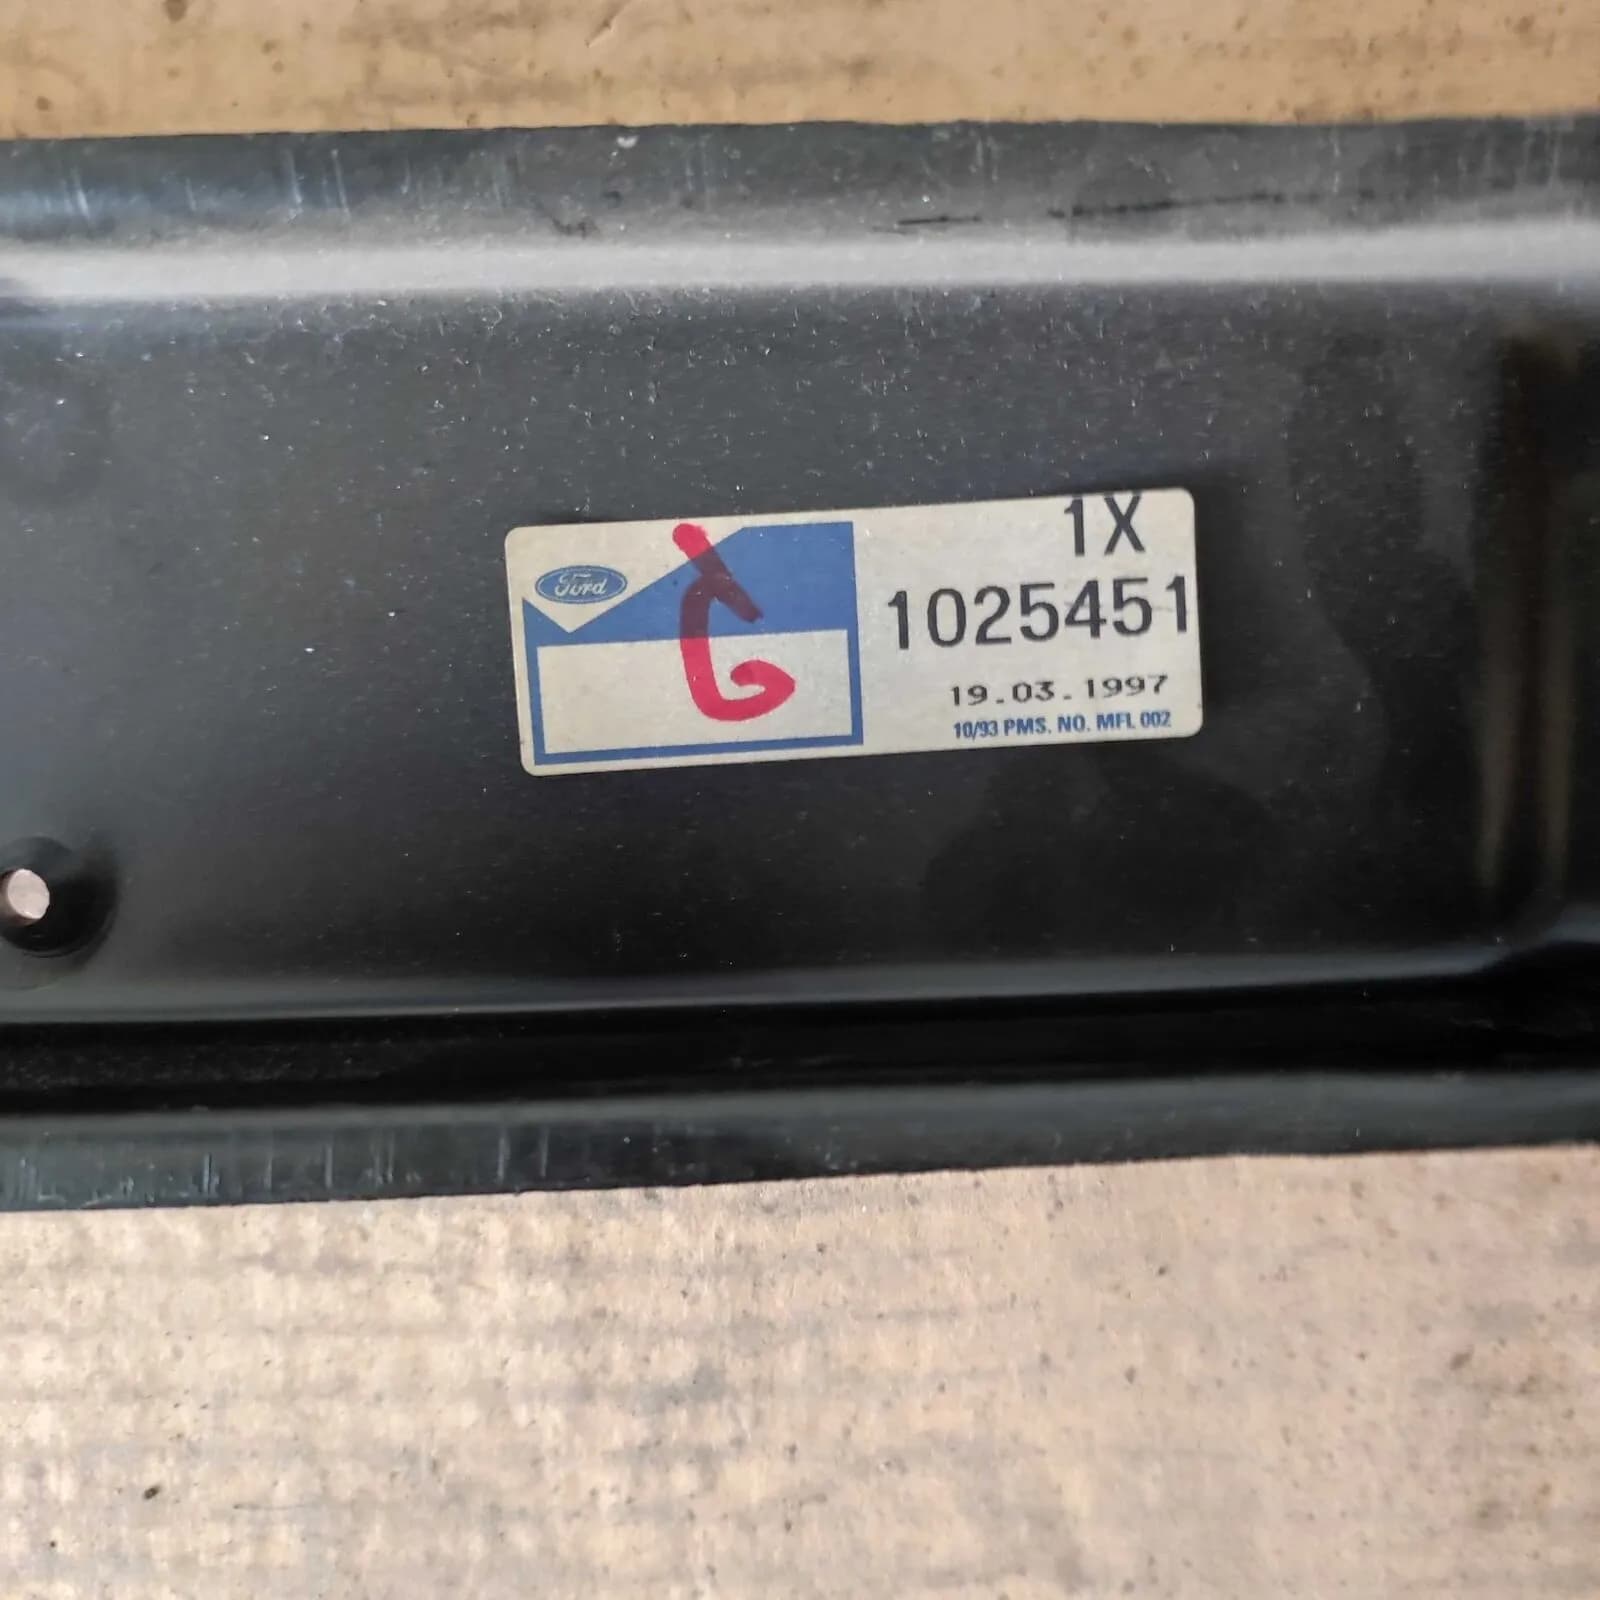 Ford
1X
1025451
19.03.1997
10/93 PMS. NO. MFL 002